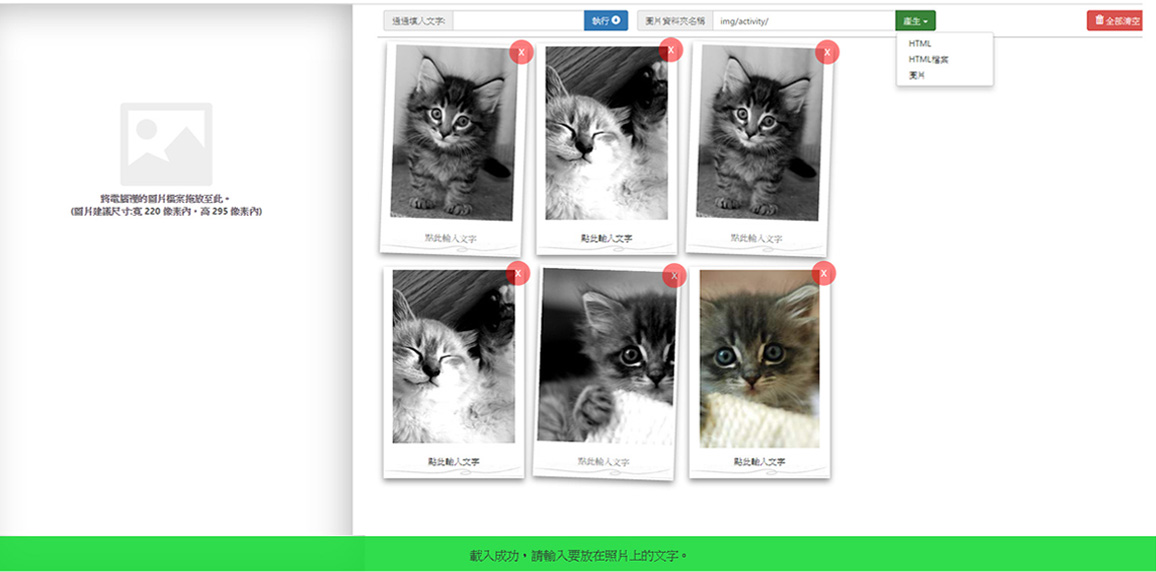 通通填入文字:
執行
圖片資料夾名稱
img/activity/
產生
全部清空
HTML
HTML檔案
圖片
將電腦裡的圖片檔案拖放至此。
(圖片建議尺寸:寬 220 像素內，高 295 像素內)
X
X
X
點此輸入文字
點此輸入文字
點此輸入文字
X
X
X
點此輸入文字
點此輸入文字
點此輸入文字
載入成功，請輸入要放在照片上的文字。